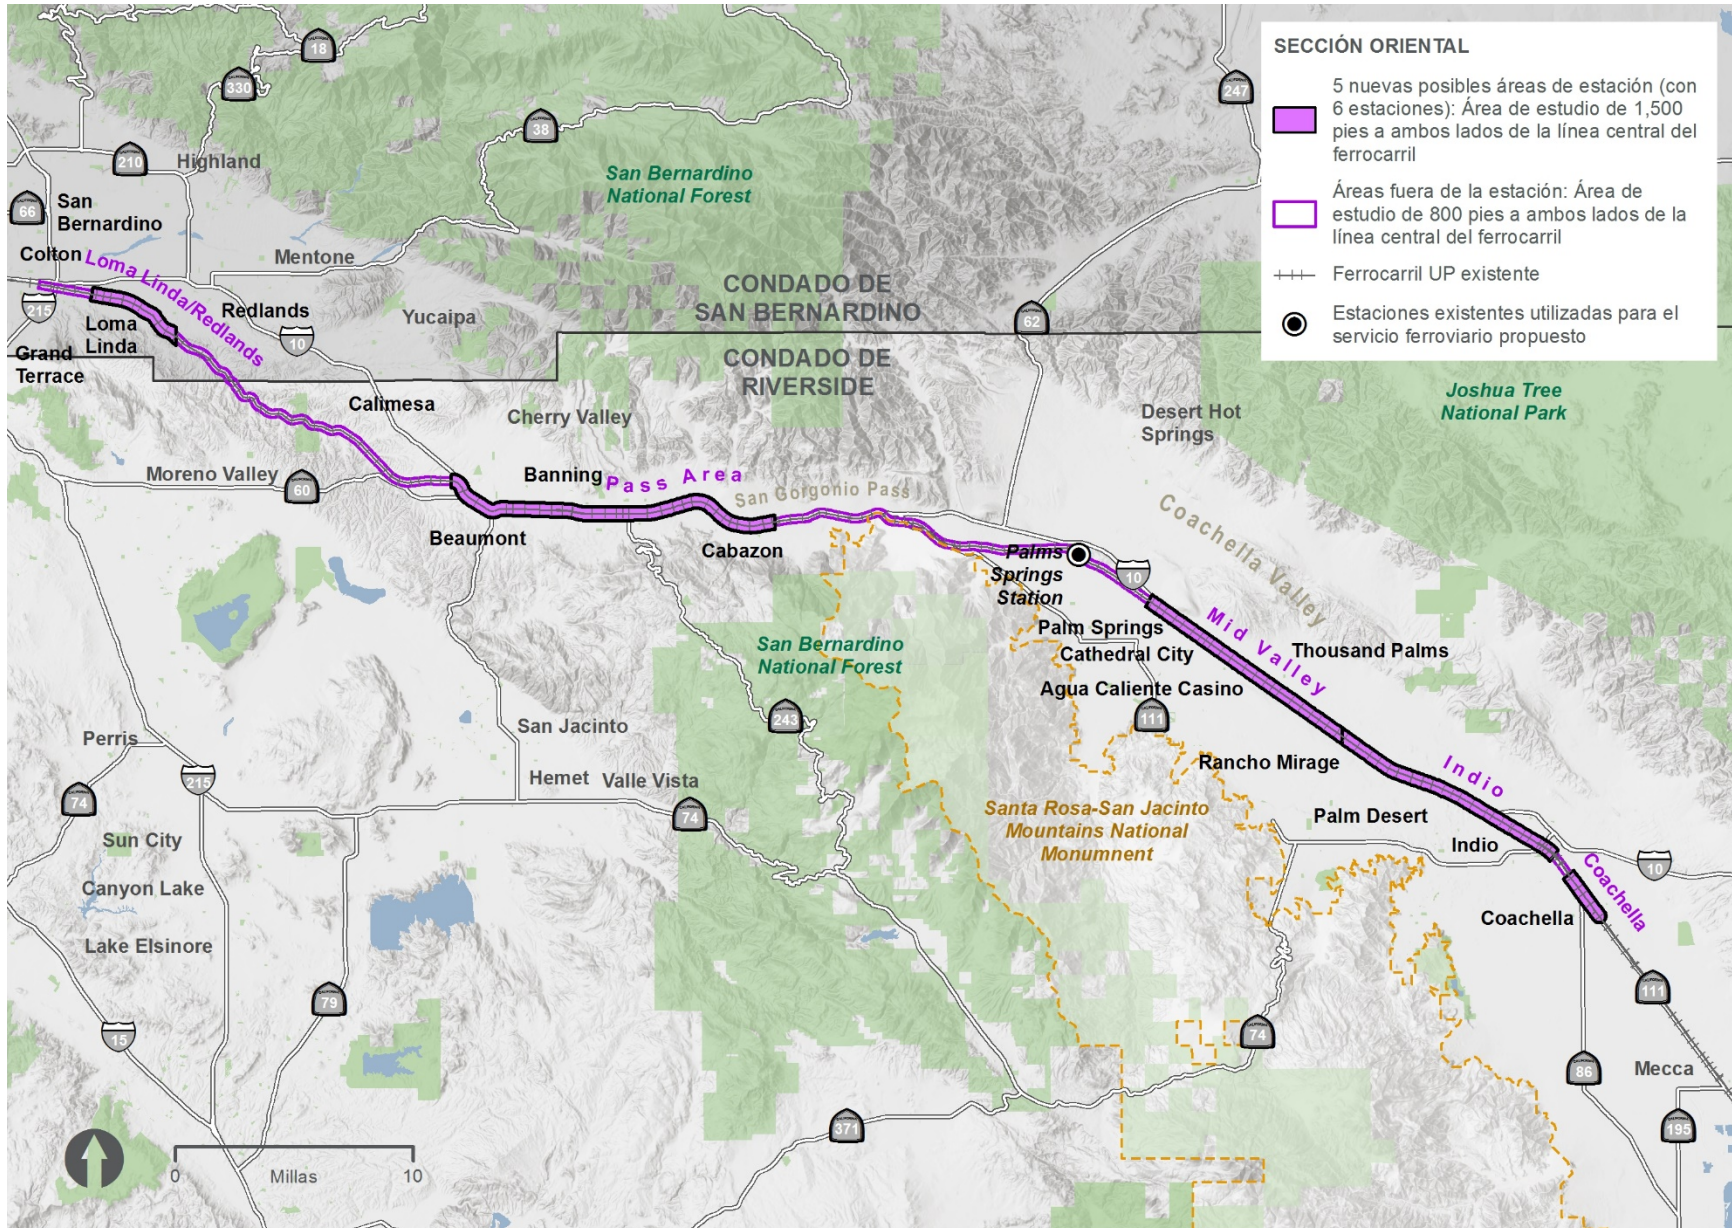 SECCIÓN ORIENTAL
5 nuevas posibles áreas de estación (con
6 estaciones): Área de estudio de 1,500
pies a ambos lados de la línea central del
ferrocarril
Áreas fuera de la estación: Área de
estudio de 800 pies a ambos lados de la
línea central del ferrocarril
Ferrocarril UP existente
Estaciones existentes utilizadas para el
servicio ferroviario propuesto
18
330
247
38
210
Highland
San Bernardino
National Forest
66
San
Bernardino
Colton
Loma Linda/Redlands
Mentone
CONDADO DE
SAN BERNARDINO
215
Loma
Linda
Redlands
10
Yucaipa
62
Grand
Terrace
CONDADO DE
RIVERSIDE
Calimesa
Cherry Valley
Desert Hot
Springs
Joshua Tree
National Park
Moreno Valley
60
Banning
Pass Area
San Gorgonio Pass
Coachella Valley
Beaumont
Cabazon
Palms
Springs
Station
10
Mid Valley
Palm Springs
Cathedral City
Thousand Palms
San Bernardino
National Forest
Agua Caliente Casino
243
111
San Jacinto
Perris
Rancho Mirage
Indio
215
74
Hemet
Valle Vista
74
Santa Rosa-San Jacinto
Mountains National
Monumnent
Palm Desert
Sun City
Indio
Coachella
10
Canyon Lake
Coachella
Lake Elsinore
79
111
15
74
86
Mecca
371
195
0
10
Millas